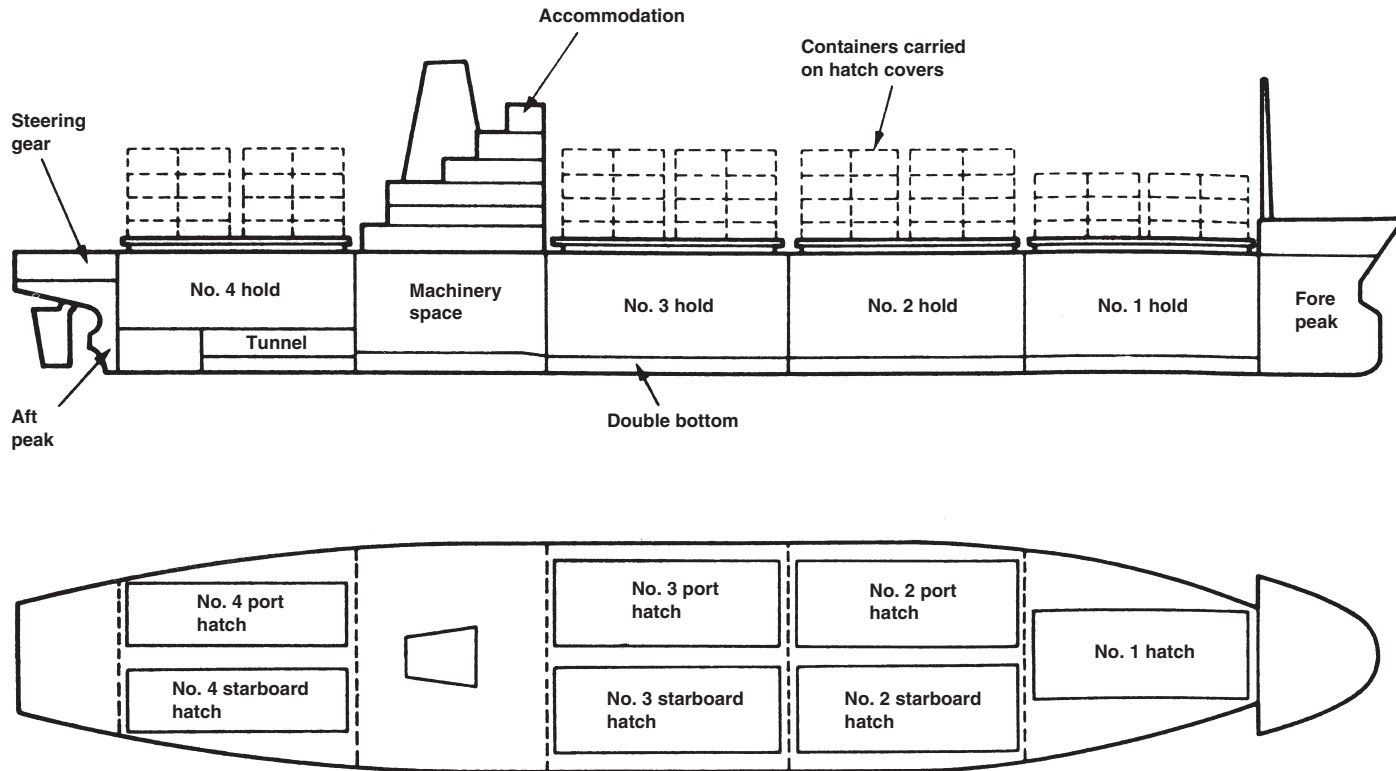 Accommodation
Containers carried
on hatch covers
Steering
gear
No. 4 hold
Machinery
space
No. 3 hold
No. 2 hold
No. 1 hold
Fore
peak
Tunnel
Aft
peak
Double bottom
No. 4 port
hatch
No. 3 port
hatch
No. 2 port
hatch
No. 1 hatch
No. 4 starboard
hatch
No. 3 starboard
hatch
No. 2 starboard
hatch